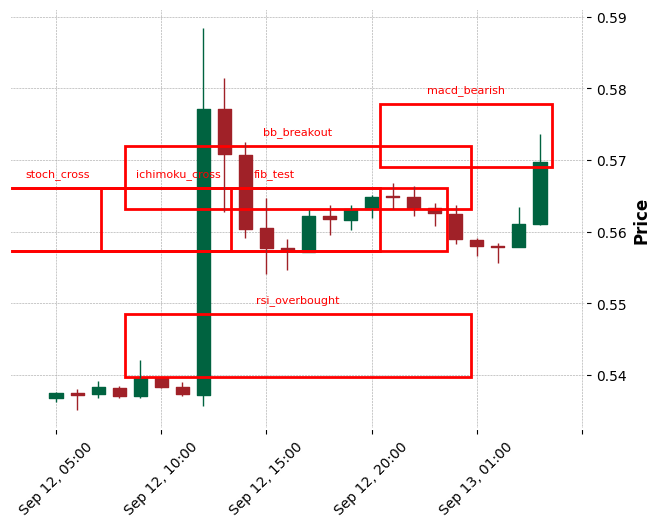 0.59
macd_bearish
0.58
bb_breakout
0.57
stoch_cross
ichimoku_cross
fib_test
0.56
Price
rsi_overbought
0.55
0.54
Sep 12, 05:00
Sep 12, 10:00
Sep 12, 15:00
Sep 12, 20:00
Sep 13, 01:00